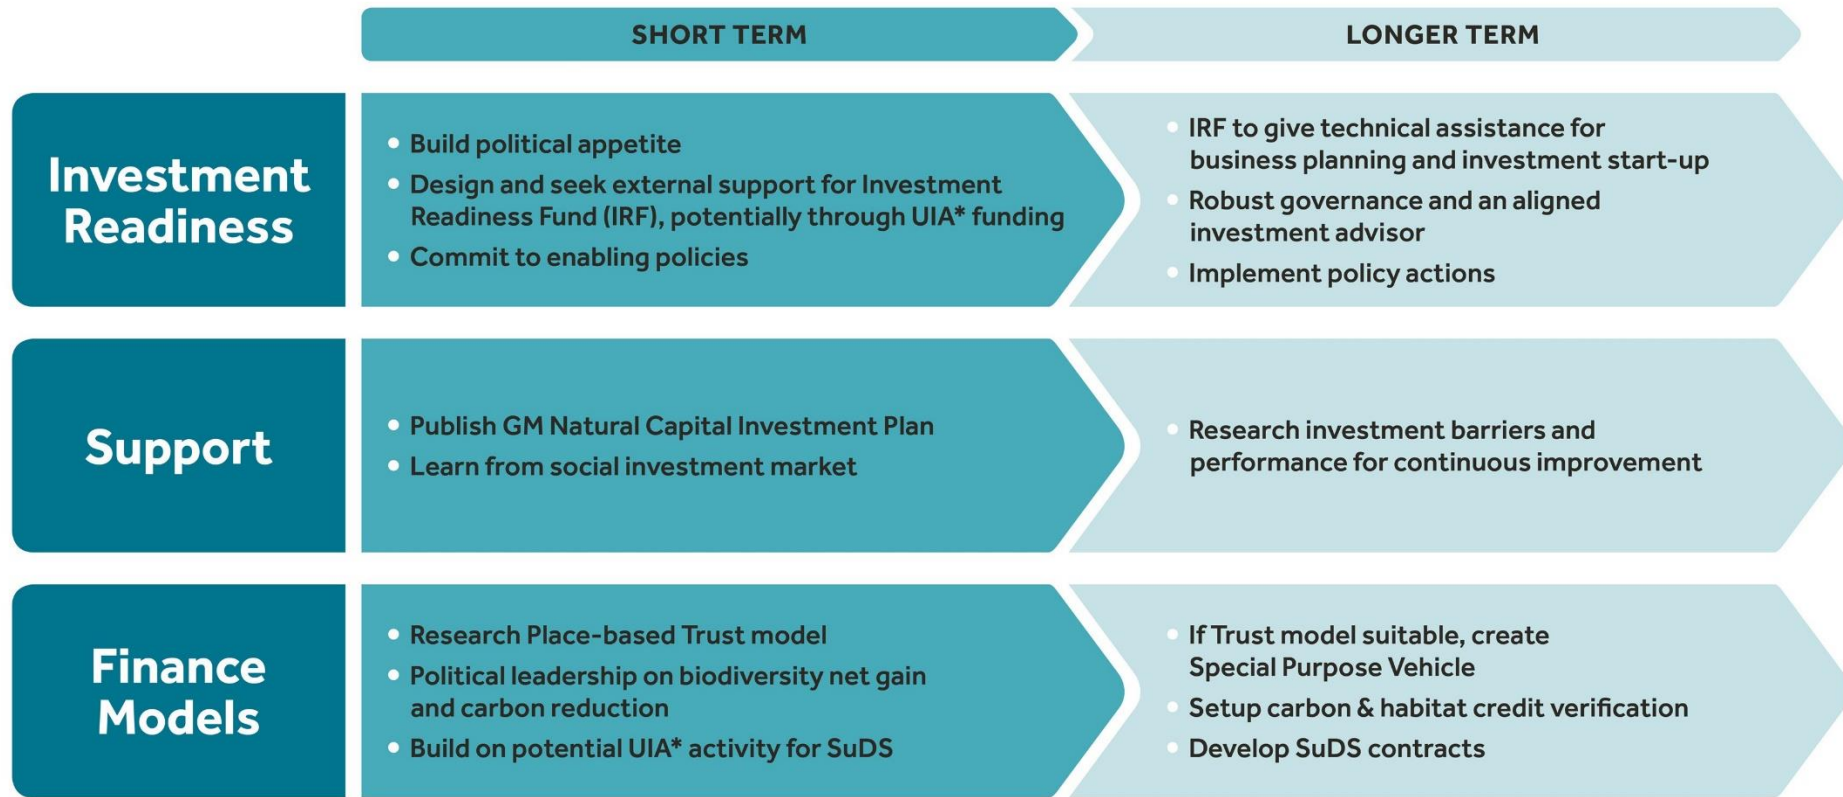 SHORT TERM
LONGER TERM
Investment
Readiness
• Build political appetite
• Design and seek external support for Investment
Readiness Fund (IRF), potentially through UIA* funding
• Commit to enabling policies
• IRF to give technical assistance for
business planning and investment start-up
• Robust governance and an aligned
investment advisor
• Implement policy actions
Support
• Publish GM Natural Capital Investment Plan
• Learn from social investment market
• Research investment barriers and
performance for continuous improvement
Finance
Models
• Research Place-based Trust model
• Political leadership on biodiversity net gain
and carbon reduction
• Build on potential UIA* activity for SuDS
• If Trust model suitable, create
Special Purpose Vehicle
• Setup carbon & habitat credit verification
• Develop SuDS contracts